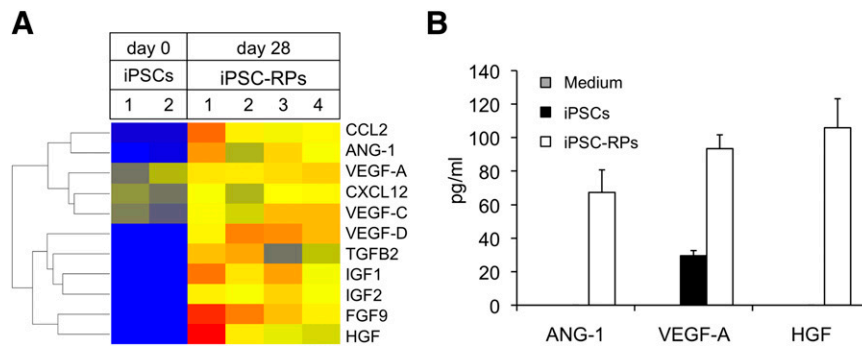 A
day 0 day 28
iPSCs iPSC-RPs
1 2 1 2 3 4
CCL2
ANG-1
VEGF-A
CXCL12
VEGF-C
VEGF-D
TGFB2
IGF1
IGF2
FGF9
HGF
B
140
120
100
80
60
40
20
0
pg/ml
Medium
iPSCs
iPSC-RPs
ANG-1 VEGF-A HGF